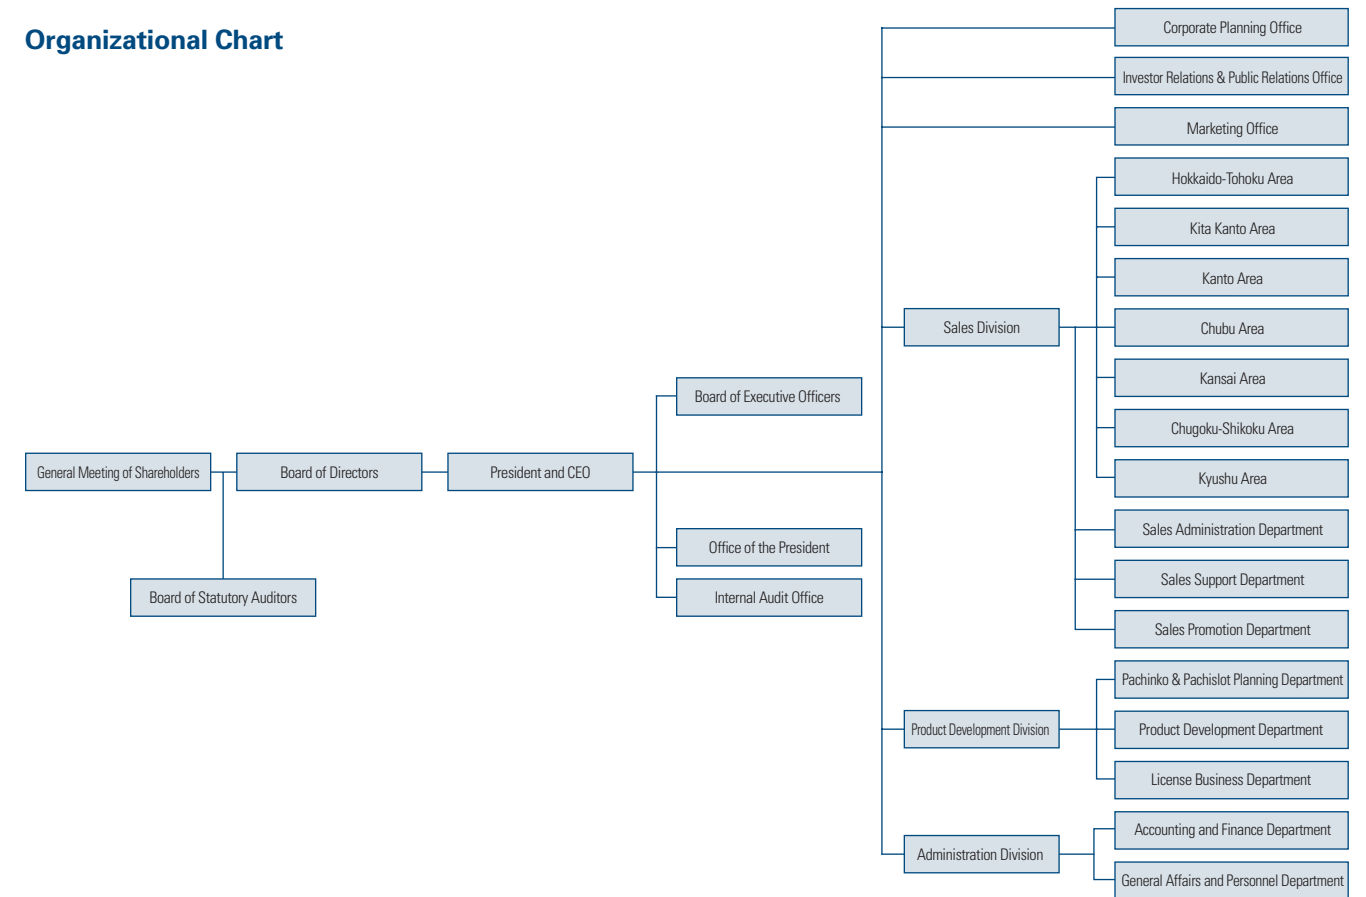 Organizational Chart
Corporate Planning Office
Investor Relations & Public Relations Office
Marketing Office
Hokkaido-Tohoku Area
Kita Kanto Area
Kanto Area
Sales Division
Chubu Area
Kansai Area
Board of Executive Officers
Chugoku-Shikoku Area
General Meeting of Shareholders
Board of Directors
President and CEO
Kyushu Area
Sales Administration Department
Office of the President
Sales Support Department
Board of Statutory Auditors
Internal Audit Office
Sales Promotion Department
Pachinko & Pachislot Planning Department
Product Development Division
Product Development Department
License Business Department
Accounting and Finance Department
Administration Division
General Affairs and Personnel Department